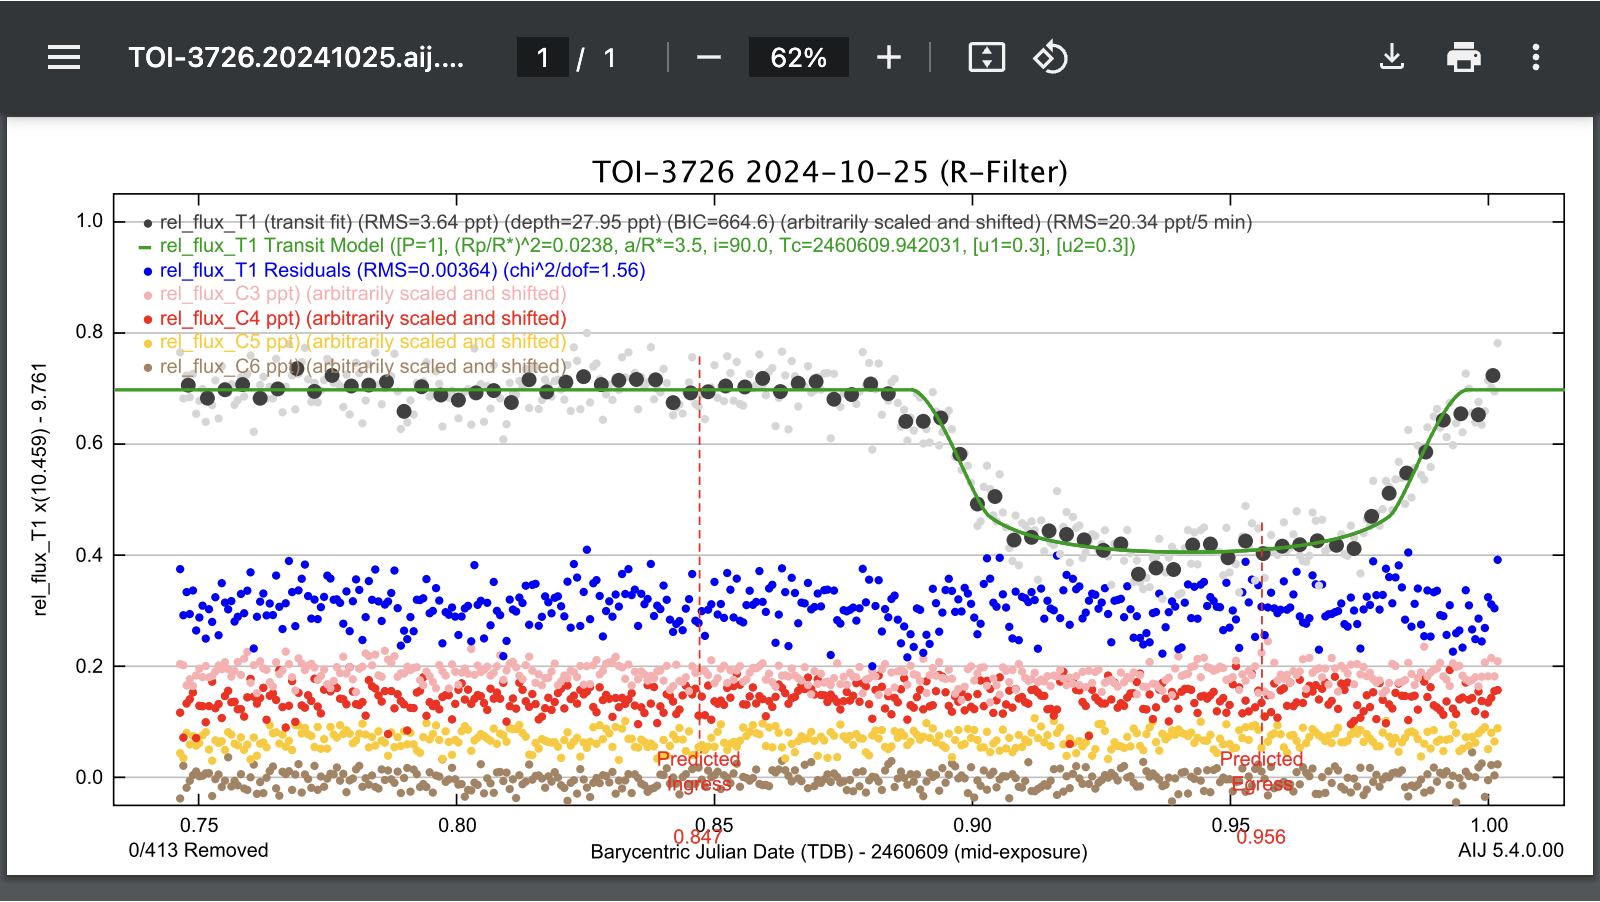 TOI-3726.20241025.aij....
1 / 1
62%
TOI-3726 2024-10-25 (R-Filter)
rel_flux_T1 (transit fit) (RMS=3.64 ppt) (depth=27.95 ppt) (BIC=664.6) (arbitrarily scaled and shifted) (RMS=20.34 ppt/5 min)
rel_flux_T1 Transit Model ([P=1], (Rp/R*)^2=0.0238, a/R*=3.5, i=90.0, Tc=2460609.942031, [u1=0.3], [u2=0.3])
rel_flux_T1 Residuals (RMS=0.00364) (chi^2/dof=1.56)
rel_flux_C3 ppt) (arbitrarily scaled and shifted)
rel_flux_C4 ppt) (arbitrarily scaled and shifted)
rel_flux_C5 ppt) (arbitrarily scaled and shifted)
rel_flux_C6 ppt) (arbitrarily scaled and shifted)
1.0
0.8
0.6
0.4
0.2
0.0
rel_flux_T1 x(10.459) - 9.761
Predicted
Ingress
Predicted
Egress
0.75
0.80
0.85
0.90
0.95
1.00
0.847
0.956
0/413 Removed
Barycentric Julian Date (TDB) - 2460609 (mid-exposure)
AIJ 5.4.0.00